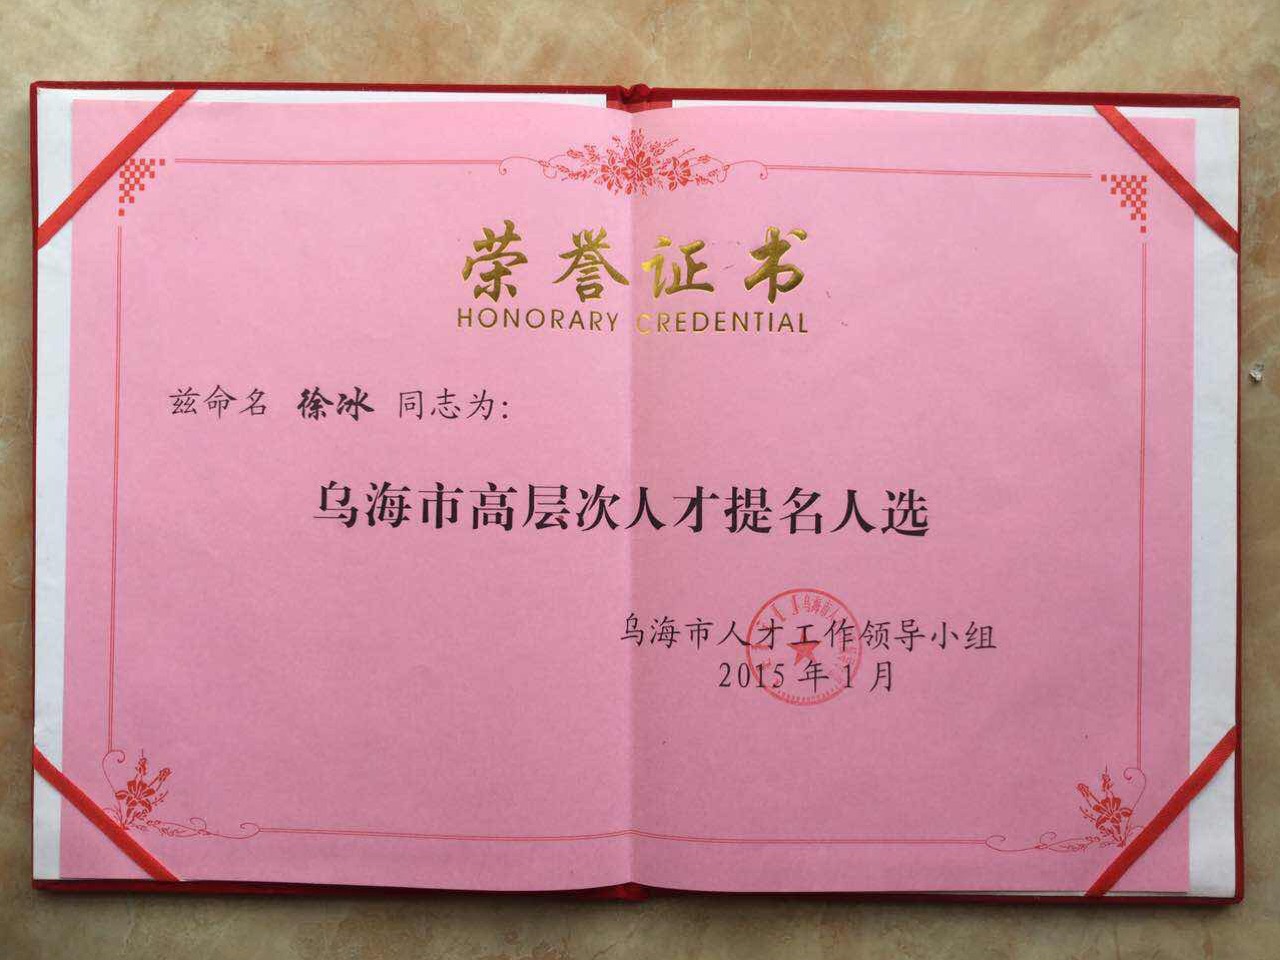 荣誉证书
HONORARY CREDENTIAL
兹命名 徐冰 同志为：
乌海市高层次人才提名人选
乌海市人才工作领导小组
2015年1月